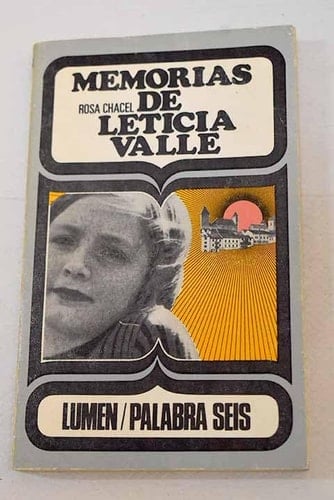 MEMORIAS
ROSA CHACEL DE
LETICIA
VALLE
LUMEN/PALABRA SEIS